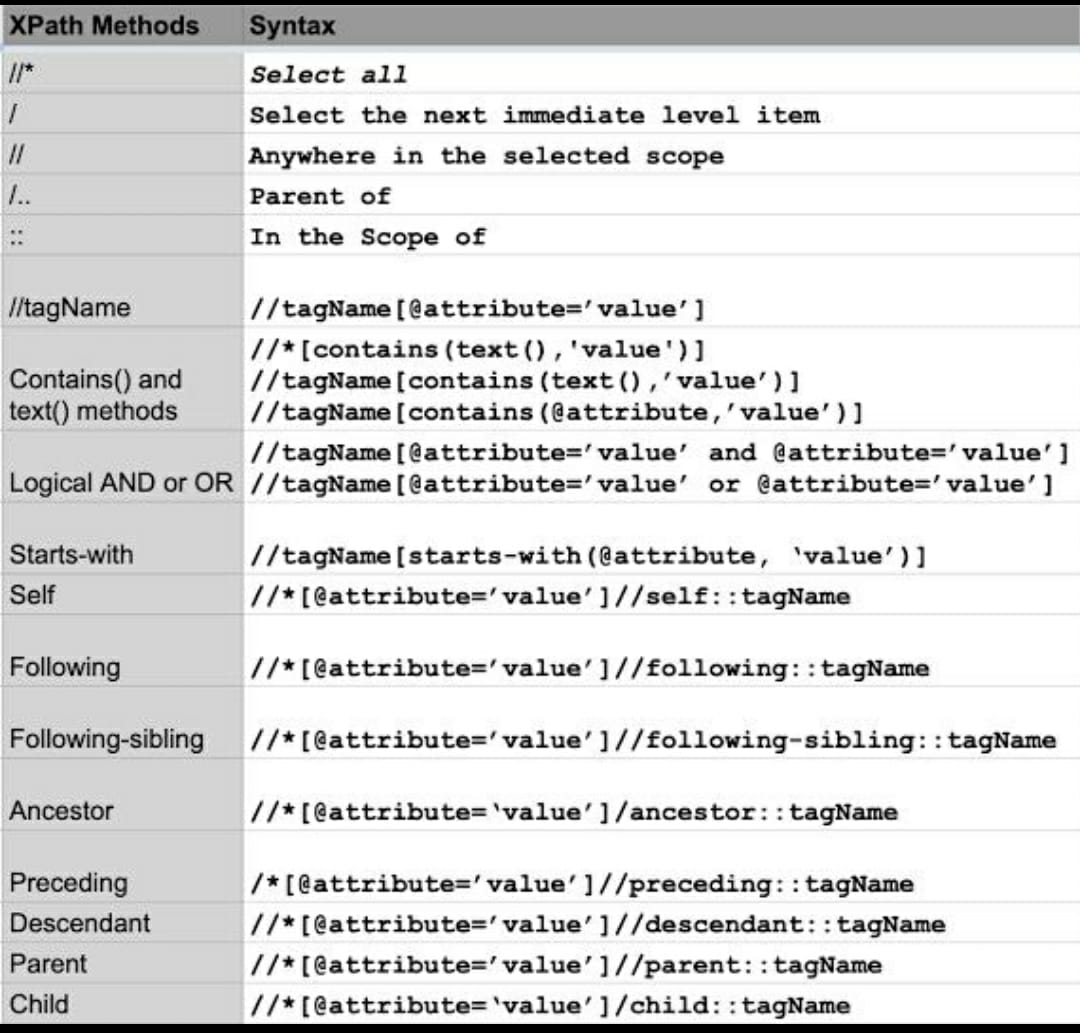 XPath Methods Syntax
//* Select all
/ Select the next immediate level item
// Anywhere in the selected scope
/.. Parent of
:: In the Scope of
//tagName //tagName[@attribute=’value’]
//*[contains(text(),'value')]
Contains() and //tagName[contains(text(),’value’)]
text() methods //tagName[contains(@attribute,’value’)]
//tagName[@attribute=’value’ and @attribute=’value’]
Logical AND or OR //tagName[@attribute=’value’ or @attribute=’value’]
Starts-with //tagName[starts-with(@attribute, ‘value’)]
Self //*[@attribute=’value’]//self::tagName
Following //*[@attribute=’value’]//following::tagName
Following-sibling //*[@attribute=’value’]//following-sibling::tagName
Ancestor //*[@attribute=‘value’]/ancestor::tagName
Preceding /*[@attribute=’value’]//preceding::tagName
Descendant //*[@attribute=’value’]//descendant::tagName
Parent //*[@attribute=’value’]//parent::tagName
Child //*[@attribute=‘value’]/child::tagName